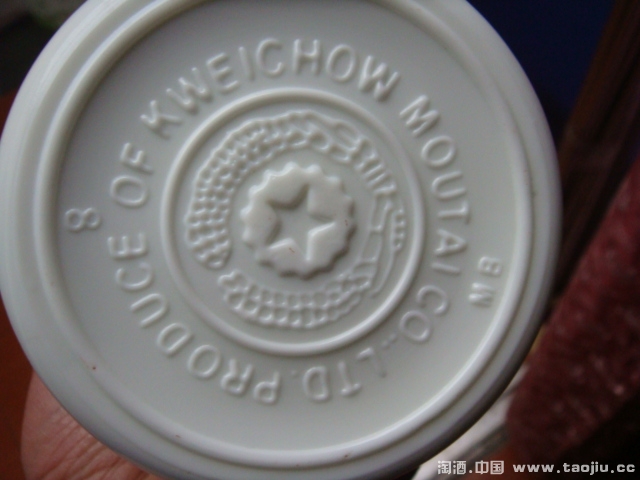 PRODUCE OF KWEICHOW MOUTAI CO.,LTD.
8
MB
淘酒.中国 www.taojiu.cc